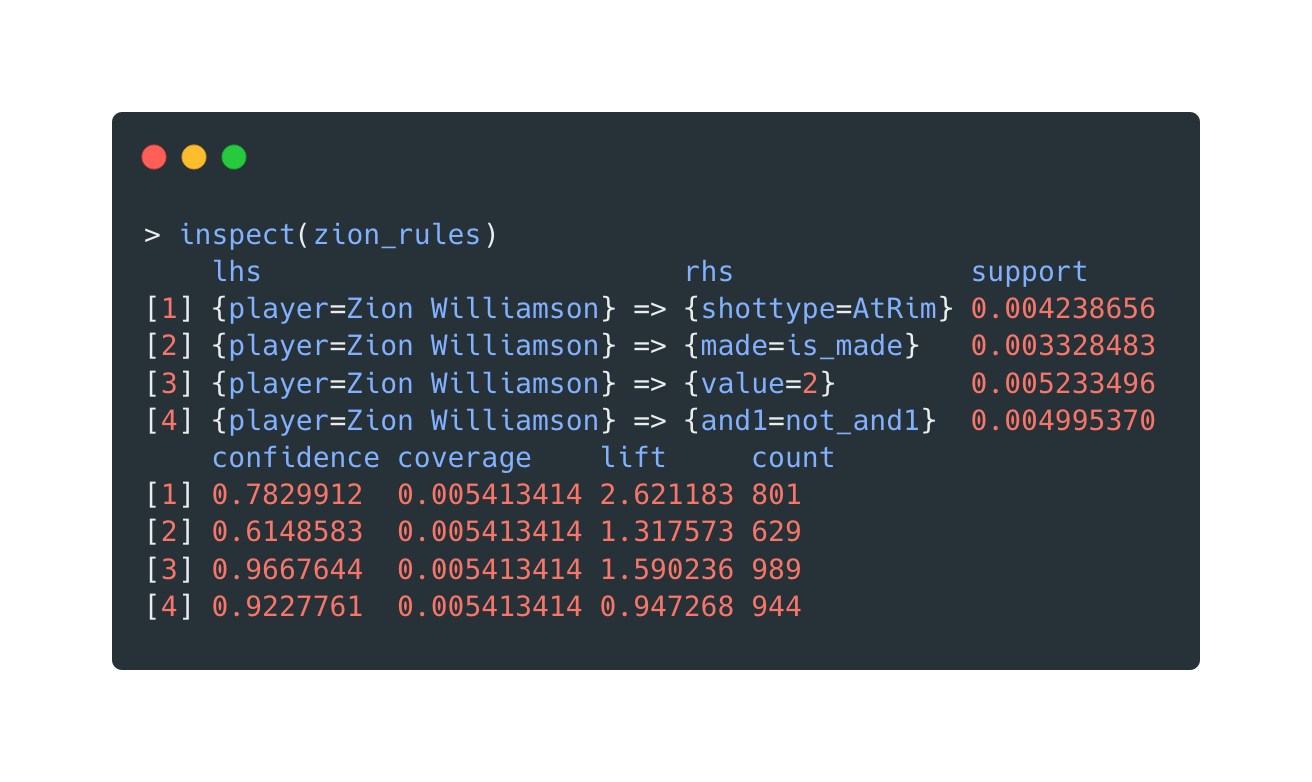 > inspect(zion_rules)
    lhs                         rhs              support
[1] {player=Zion Williamson} => {shottype=AtRim} 0.004238656
[2] {player=Zion Williamson} => {made=is_made}   0.003328483
[3] {player=Zion Williamson} => {value=2}        0.005233496
[4] {player=Zion Williamson} => {and1=not_and1}  0.004995370
    confidence coverage    lift     count
[1] 0.7829912  0.005413414 2.621183 801
[2] 0.6148583  0.005413414 1.317573 629
[3] 0.9667644  0.005413414 1.590236 989
[4] 0.9227761  0.005413414 0.947268 944